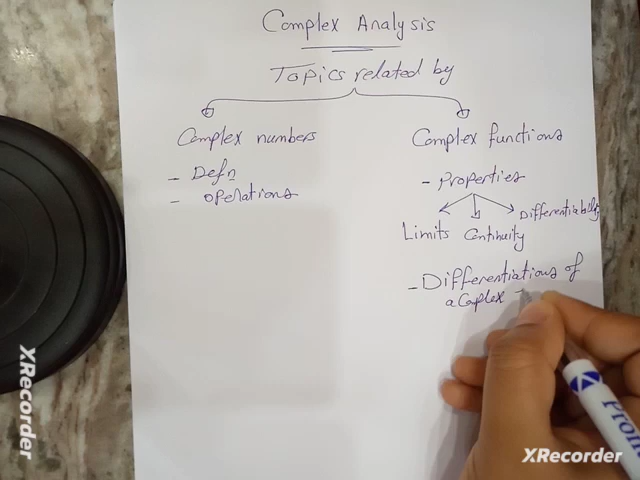 Complex Analysis
Topics related by
Complex numbers
- Defn
- operations
Complex functions
- Properties
Limits Continuity Differentiability
- Differentiations of
a Complex
XRecorder
XRecorder